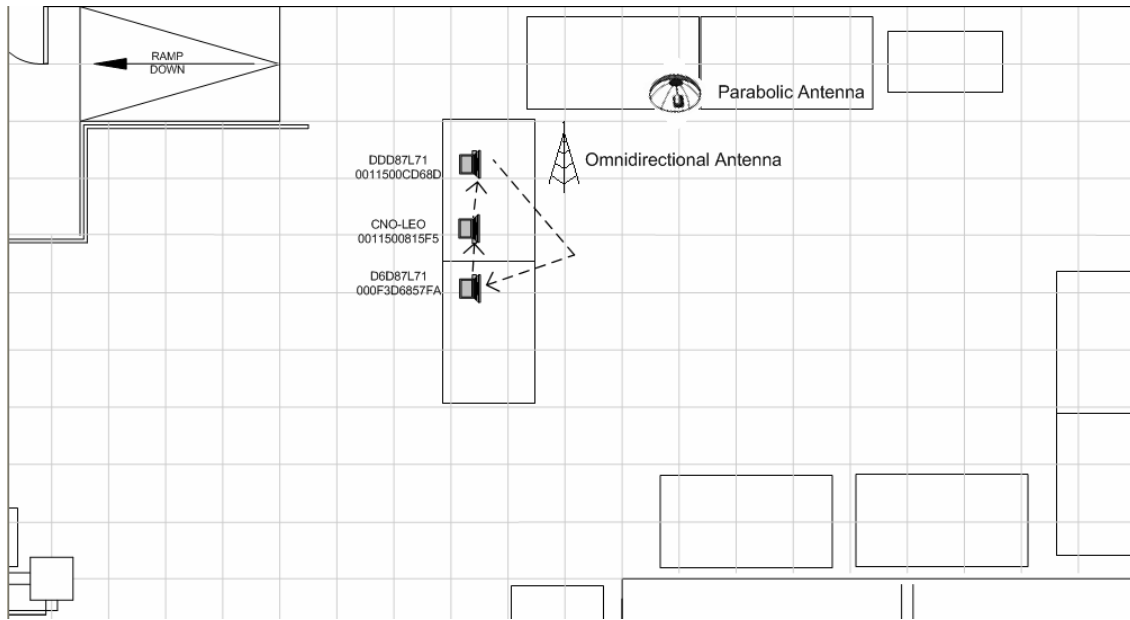 RAMP
DOWN
Parabolic Antenna
Omnidirectional Antenna
DDD87L71
0011500CD68D
CNO-LEO
0011500815F5
D6D87L71
000F3D6857FA